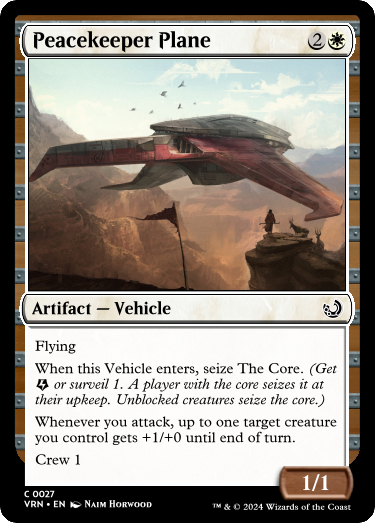 Peacekeeper Plane 2
Artifact — Vehicle
Flying
When this Vehicle enters, seize The Core. (Get
or surveil 1. A player with the core seizes it at
their upkeep. Unblocked creatures seize the core.)
Whenever you attack, up to one target creature
you control gets +1/+0 until end of turn.
Crew 1
1/1
C 0027
VRN • EN Naim Horwood
™ & © 2024 Wizards of the Coast